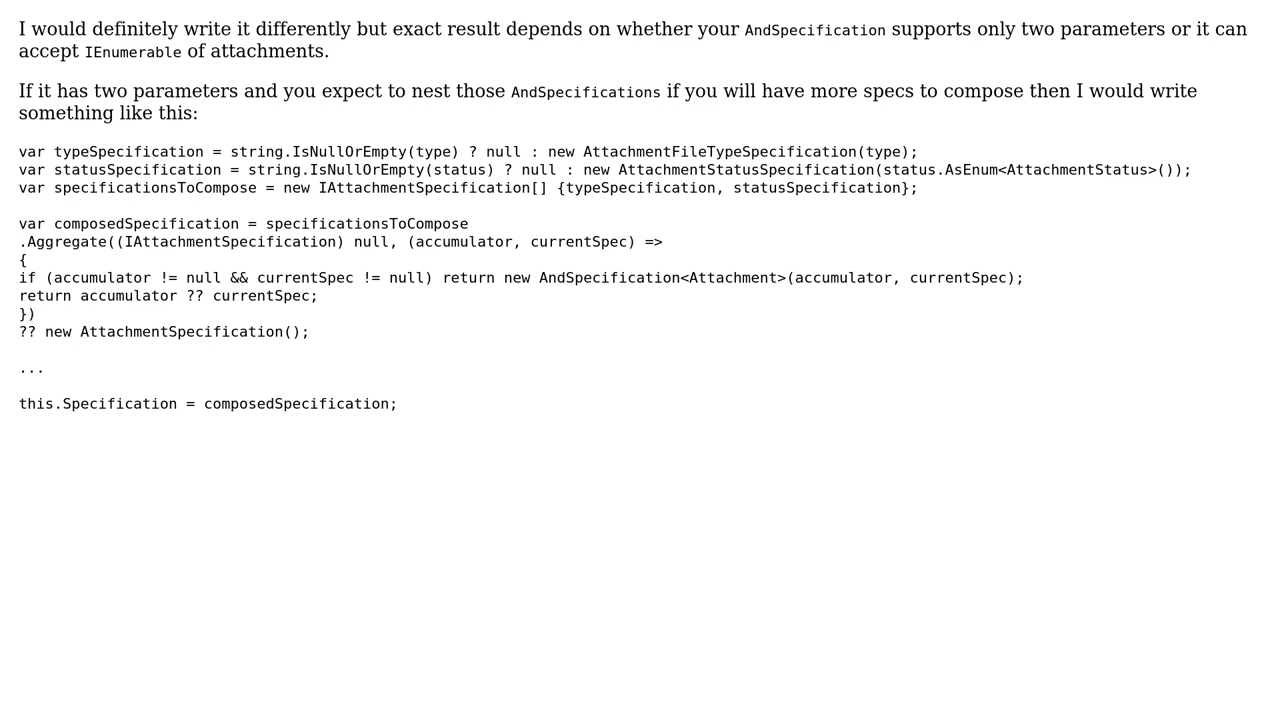 I would definitely write it differently but exact result depends on whether your AndSpecification supports only two parameters or it can
accept IEnumerable of attachments.
If it has two parameters and you expect to nest those AndSpecifications if you will have more specs to compose then I would write
something like this:
var typeSpecification = string.IsNullOrEmpty(type) ? null : new AttachmentFileTypeSpecification(type);
var statusSpecification = string.IsNullOrEmpty(status) ? null : new AttachmentStatusSpecification(status.AsEnum<AttachmentStatus>());
var specificationsToCompose = new IAttachmentSpecification[] {typeSpecification, statusSpecification};
var composedSpecification = specificationsToCompose
.Aggregate((IAttachmentSpecification) null, (accumulator, currentSpec) =>
{
if (accumulator != null && currentSpec != null) return new AndSpecification<Attachment>(accumulator, currentSpec);
return accumulator ?? currentSpec;
})
?? new AttachmentSpecification();
...
this.Specification = composedSpecification;